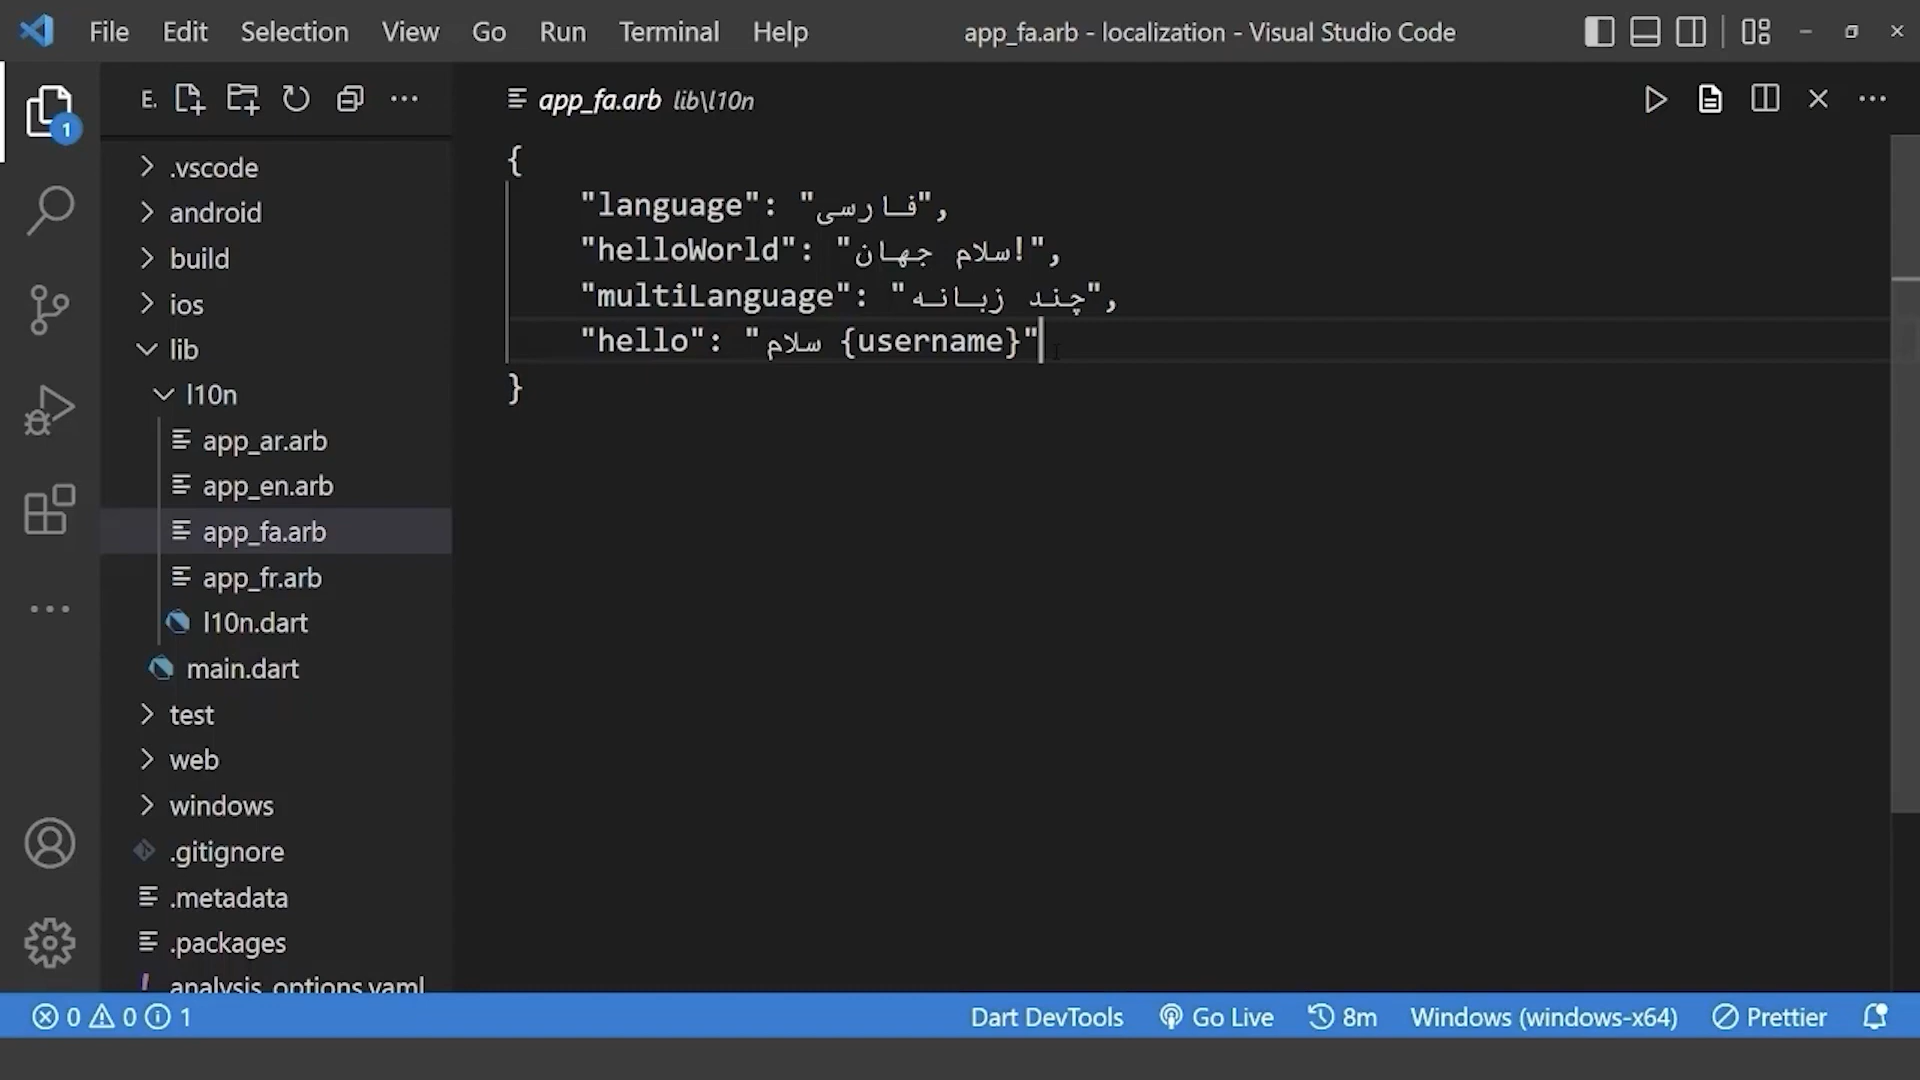 File Edit Selection View Go Run Terminal Help app_fa.arb - localization - Visual Studio Code
1
E.
.vscode
android
build
ios
lib
l10n
app_ar.arb
app_en.arb
app_fa.arb
app_fr.arb
l10n.dart
main.dart
test
web
windows
.gitignore
.metadata
.packages
analysis_options.yaml
app_fa.arb lib\l10n
{
"language": "فارسی",
"helloWorld": "سلام جهان!",
"multiLanguage": "چند زبانه",
"hello": "سلام {username}"
}
0 0 1 Dart DevTools Go Live 8m Windows (windows-x64) Prettier